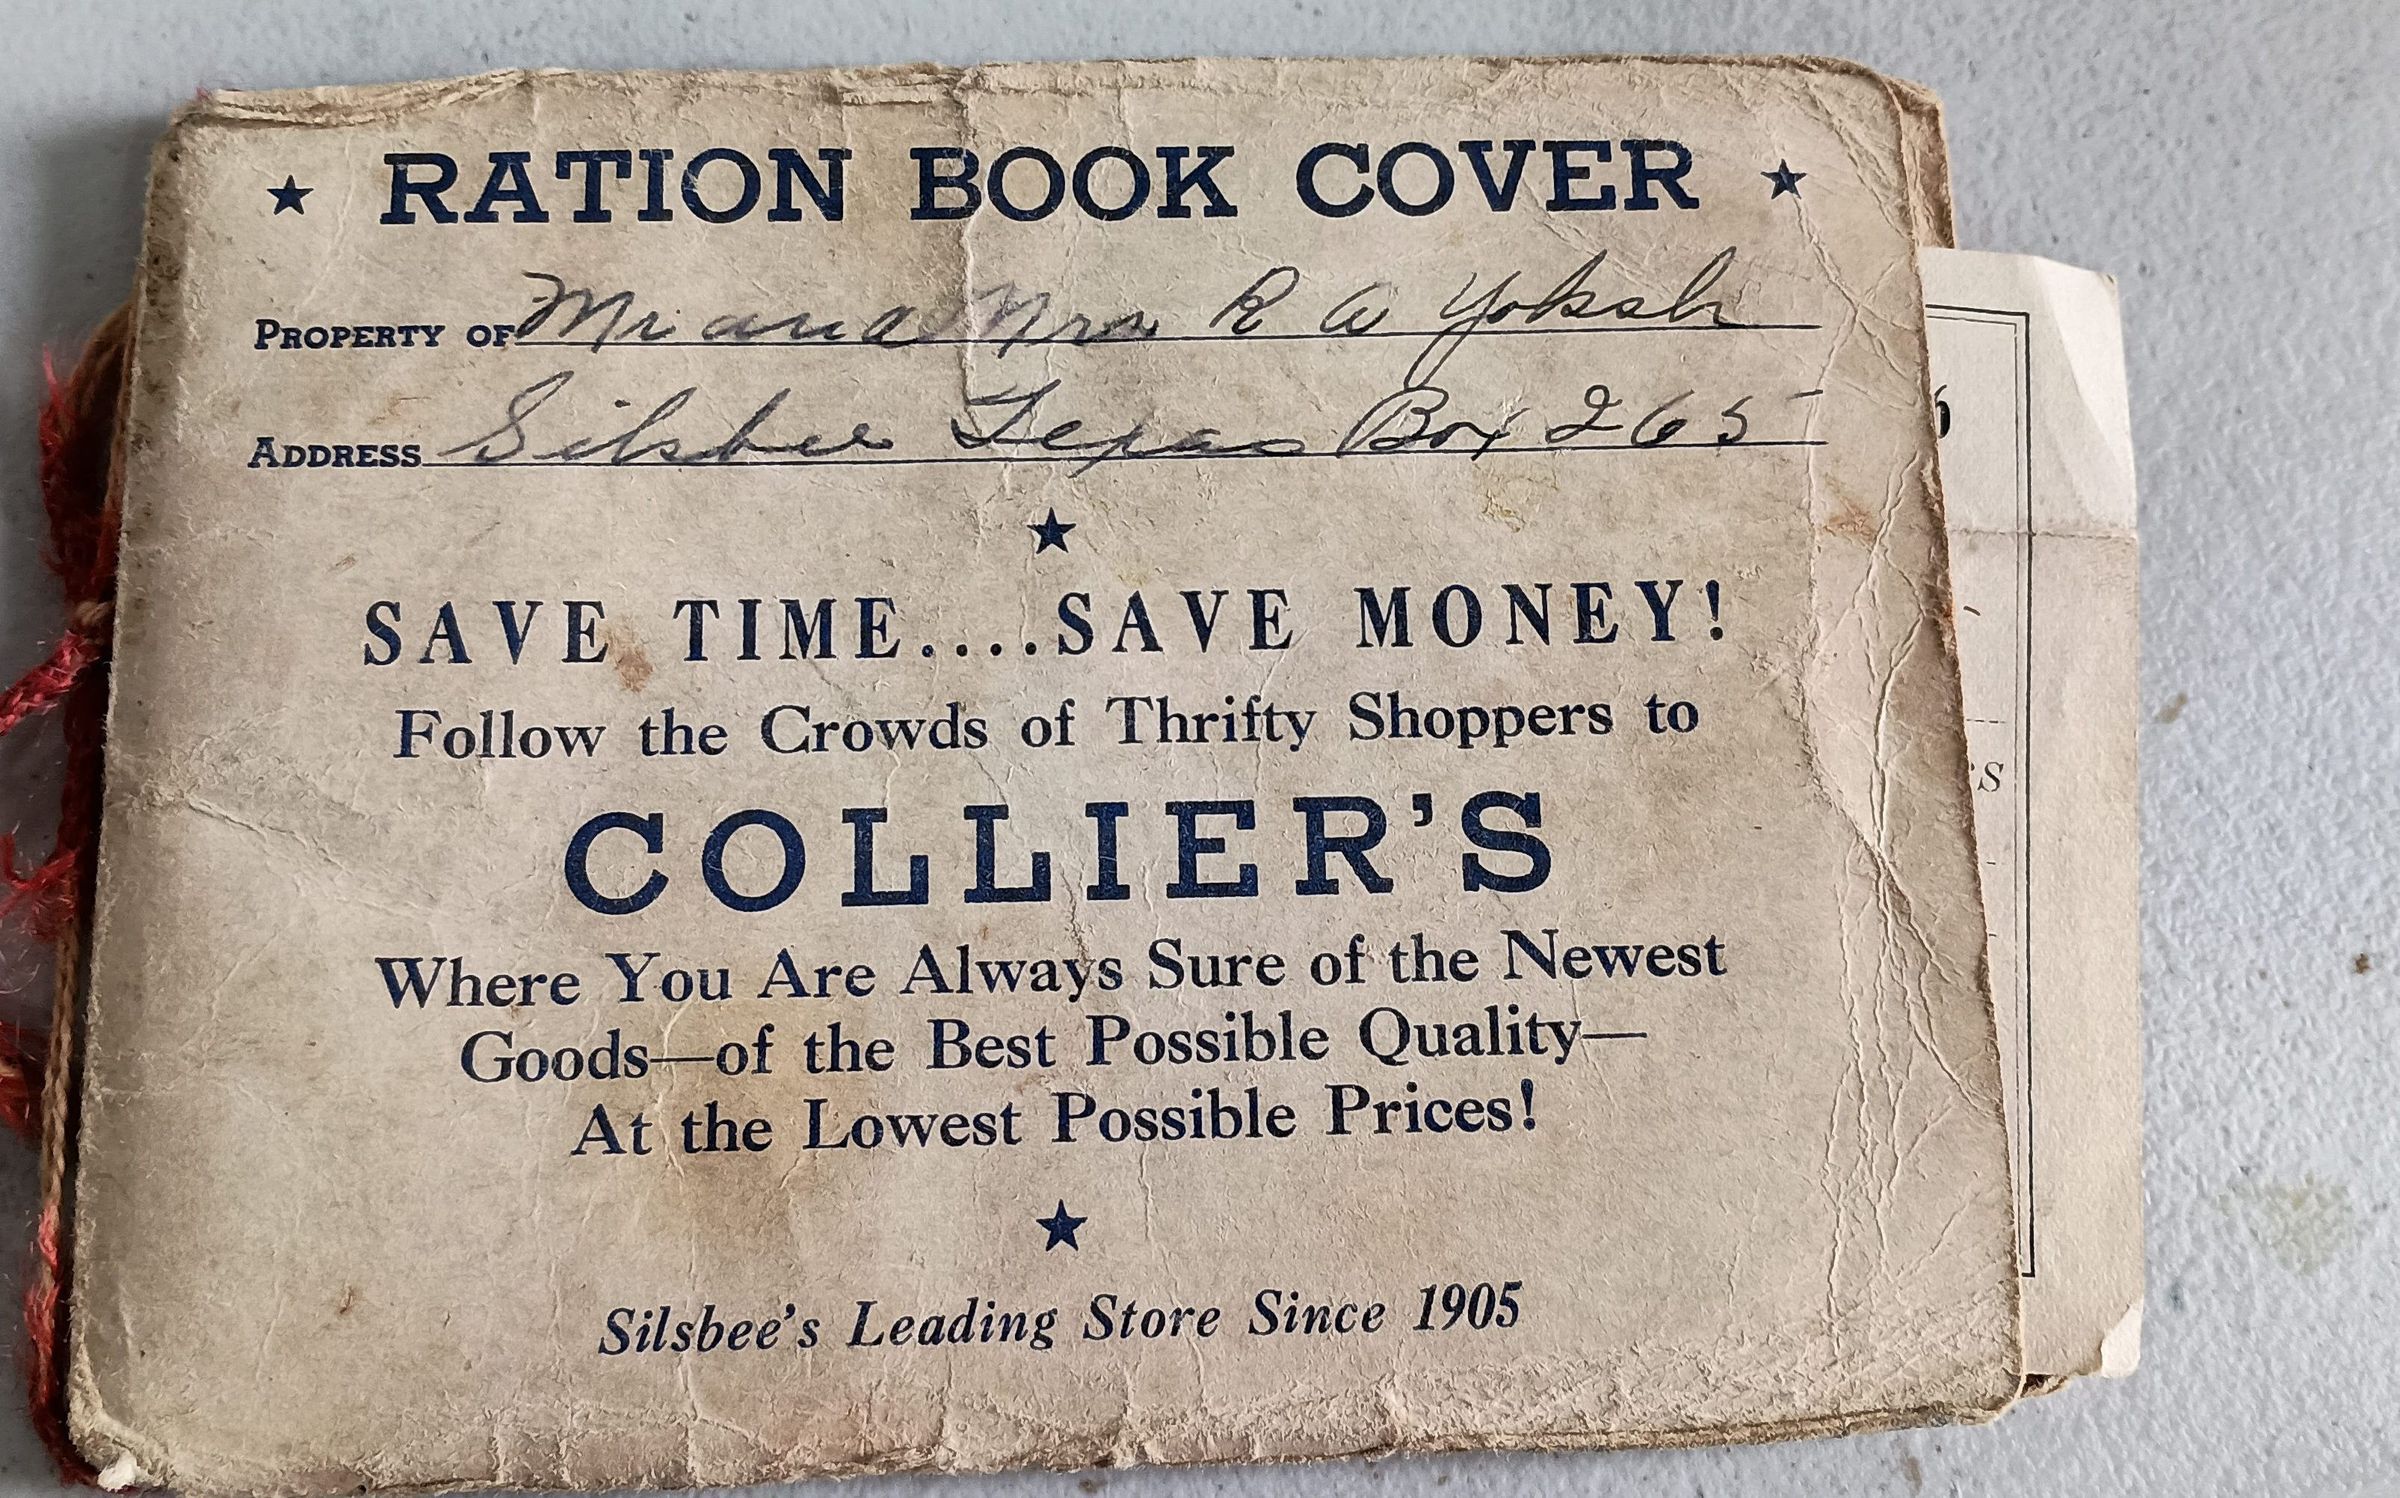 ★ RATION BOOK COVER ★
PROPERTY OF Mr and Mrs R A
ADDRESS Silsbee Texas Box 265
★
SAVE TIME....SAVE MONEY!
Follow the Crowds of Thrifty Shoppers to
COLLIER'S
Where You Are Always Sure of the Newest
Goods—of the Best Possible Quality—
At the Lowest Possible Prices!
★
Silsbee's Leading Store Since 1905